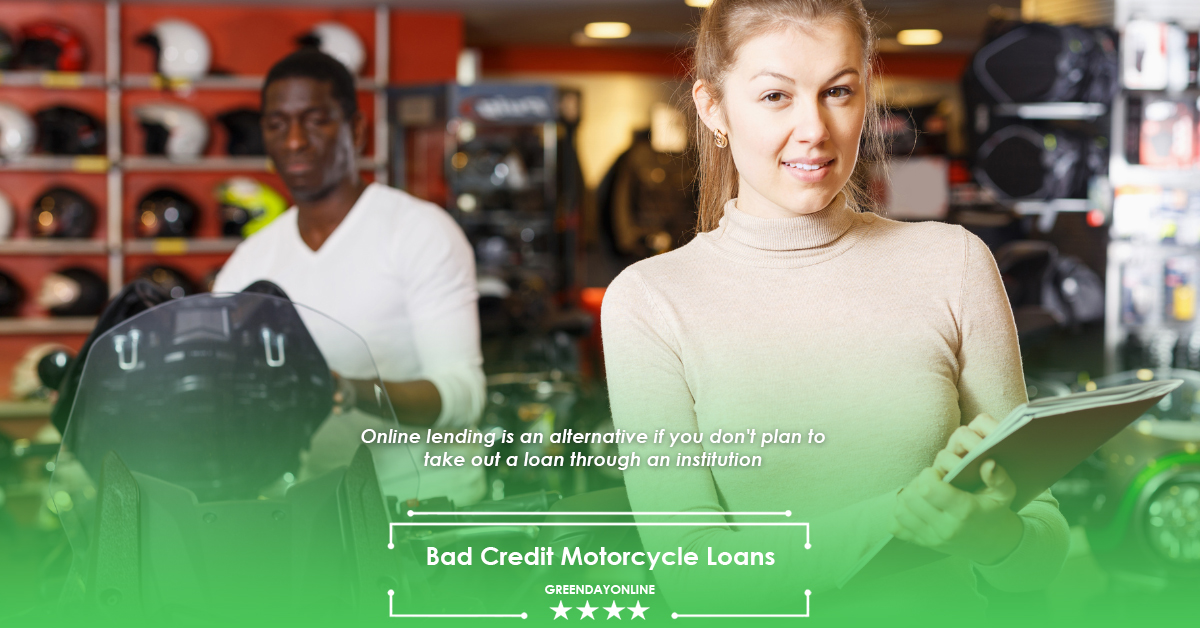 Online lending is an alternative if you don't plan to
take out a loan through an institution
Bad Credit Motorcycle Loans
GREENDAYONLINE